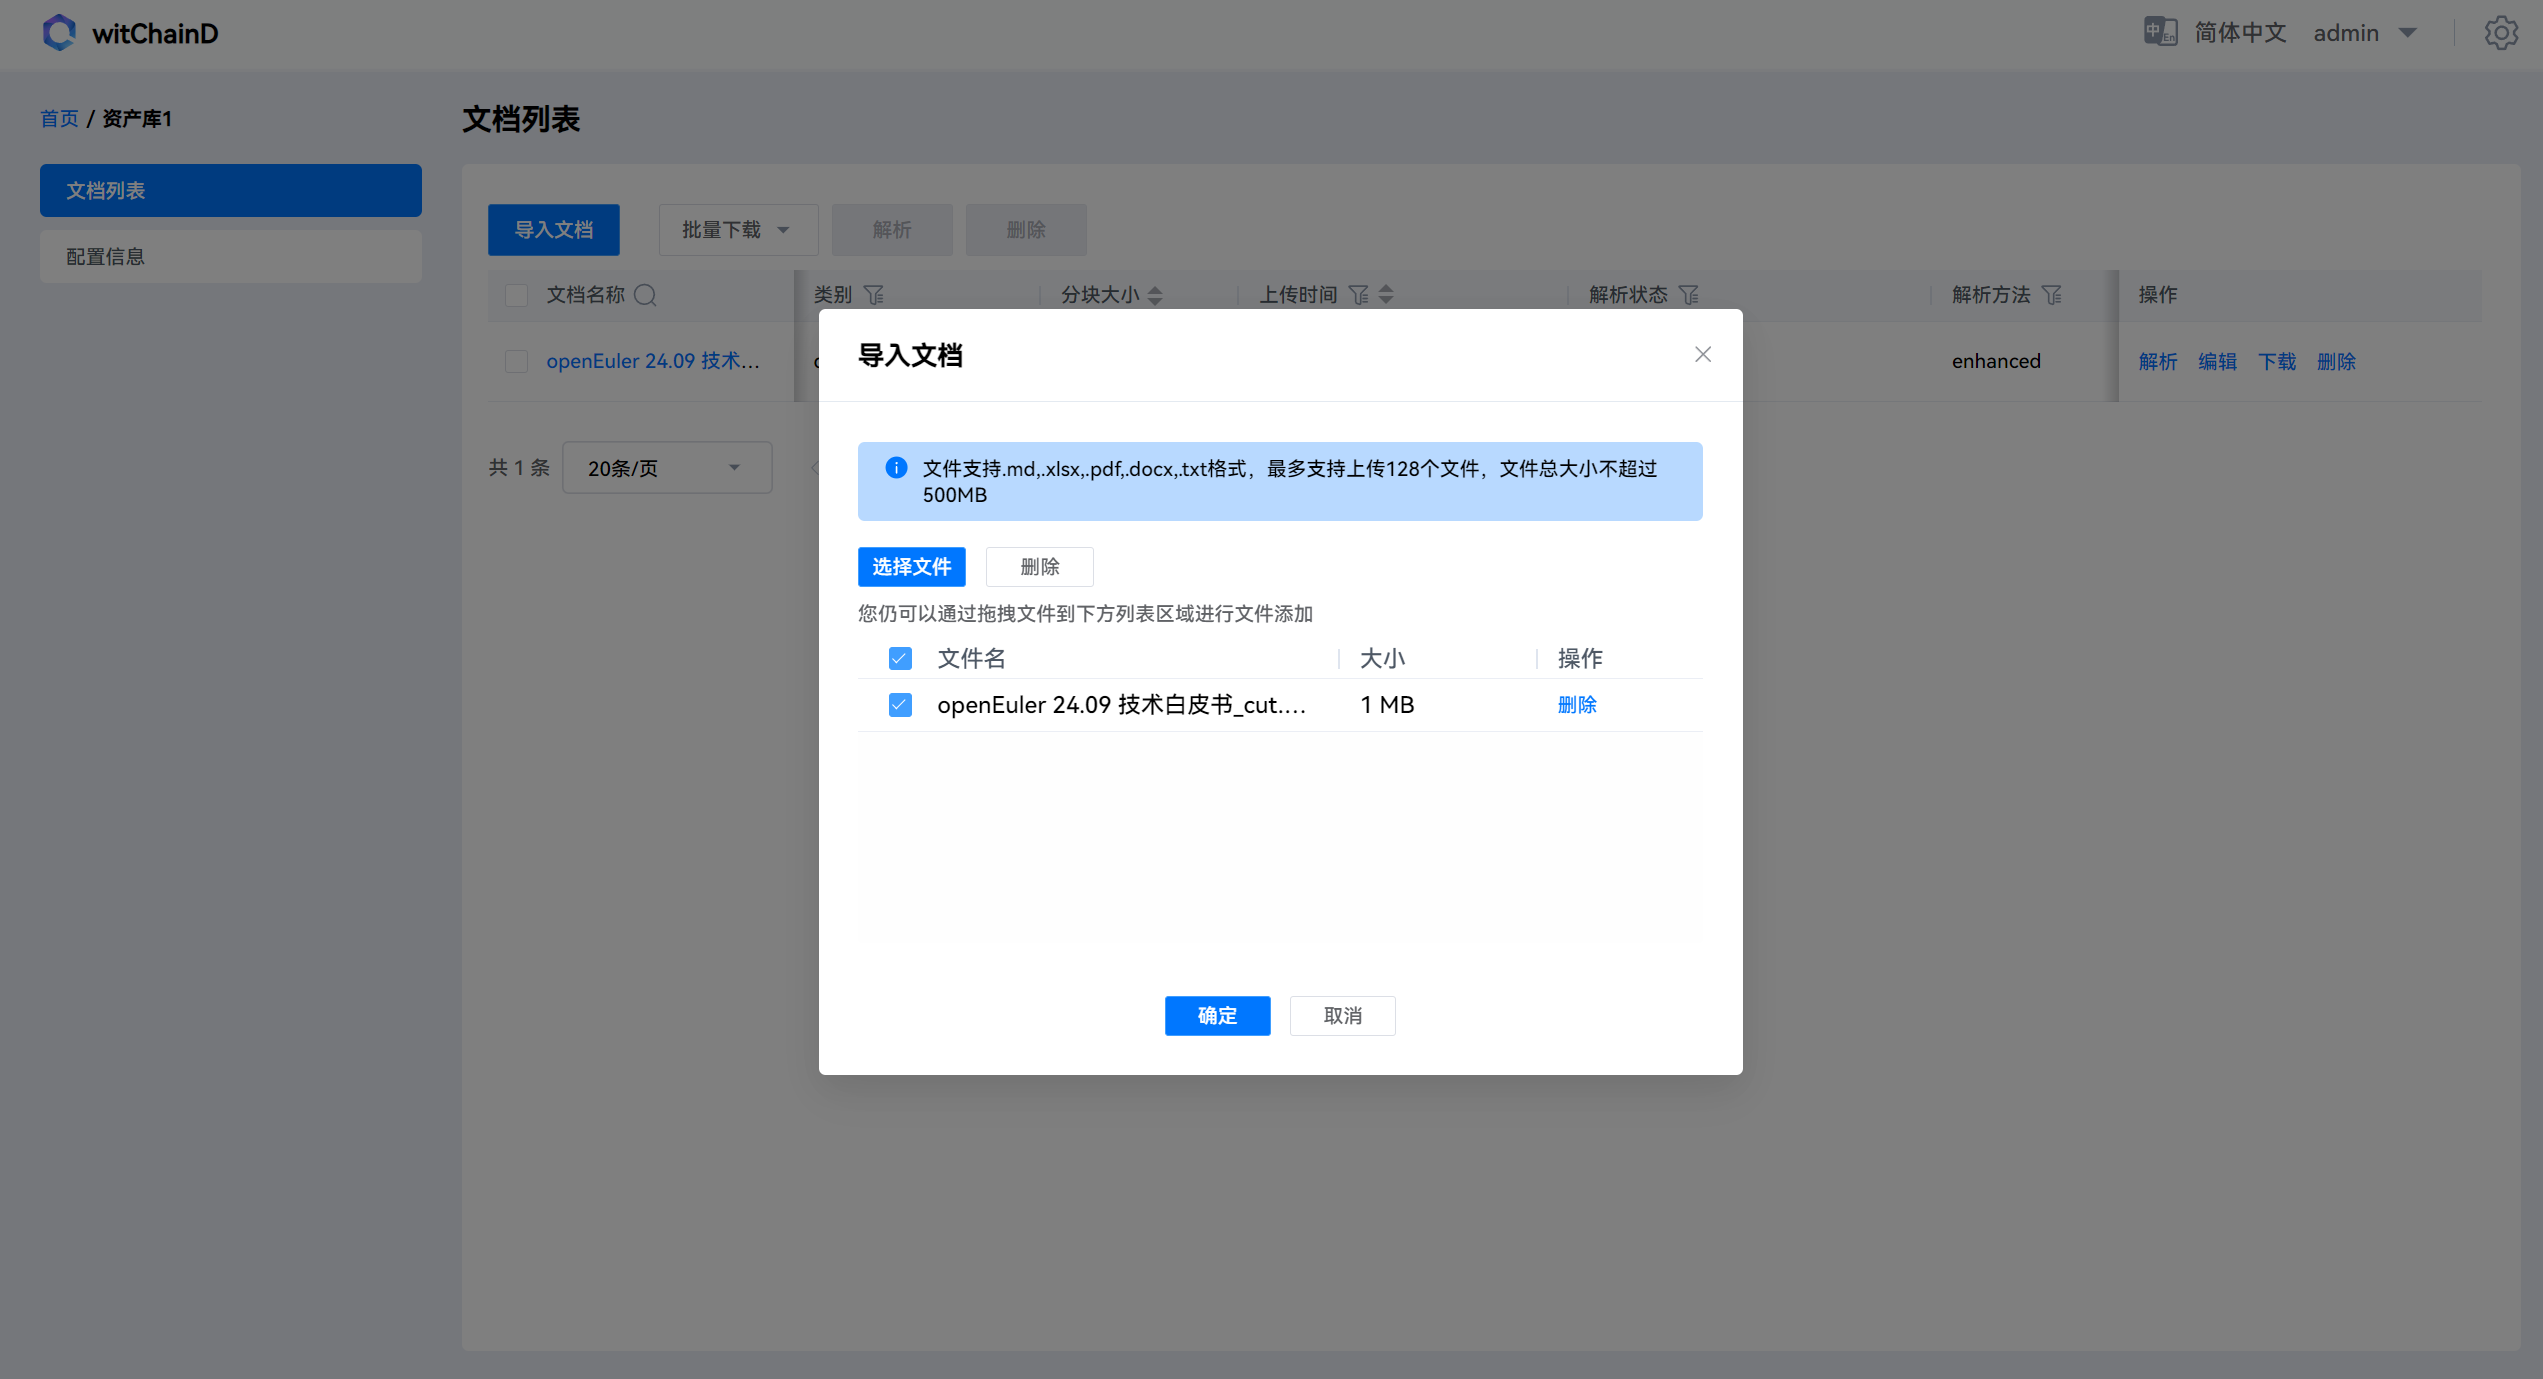 witChainD
简体中文 admin
首页 / 资产库1
文档列表
配置信息
文档列表
导入文档 批量下载 解析 删除
文档名称 类别 分块大小 上传时间 解析状态 解析方法 操作
openEuler 24.09 技术... enhanced 解析 编辑 下载 删除
共 1 条 20条/页
导入文档
文件支持.md,.xlsx,.pdf,.docx,.txt格式，最多支持上传128个文件，文件总大小不超过
500MB
选择文件 删除
您仍可以通过拖拽文件到下方列表区域进行文件添加
文件名 大小 操作
openEuler 24.09 技术白皮书_cut.... 1 MB 删除
确定 取消